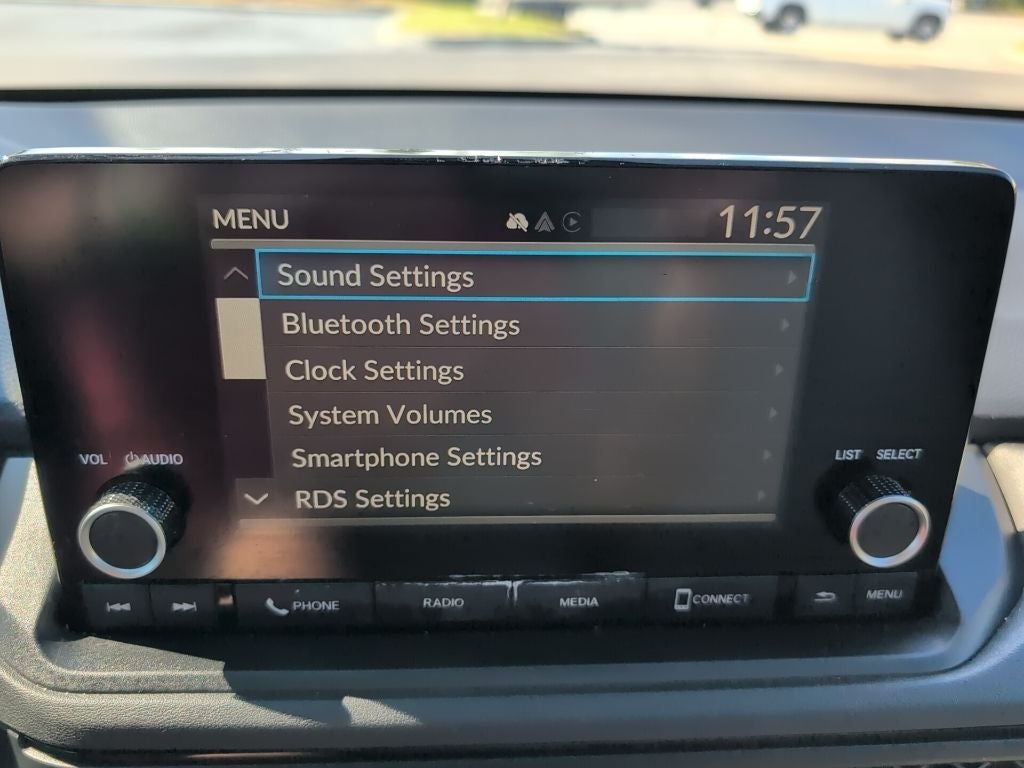 MENU 11:57
Sound Settings
Bluetooth Settings
Clock Settings
System Volumes
Smartphone Settings
RDS Settings
VOL AUDIO
LIST SELECT
PHONE RADIO MEDIA CONNECT MENU